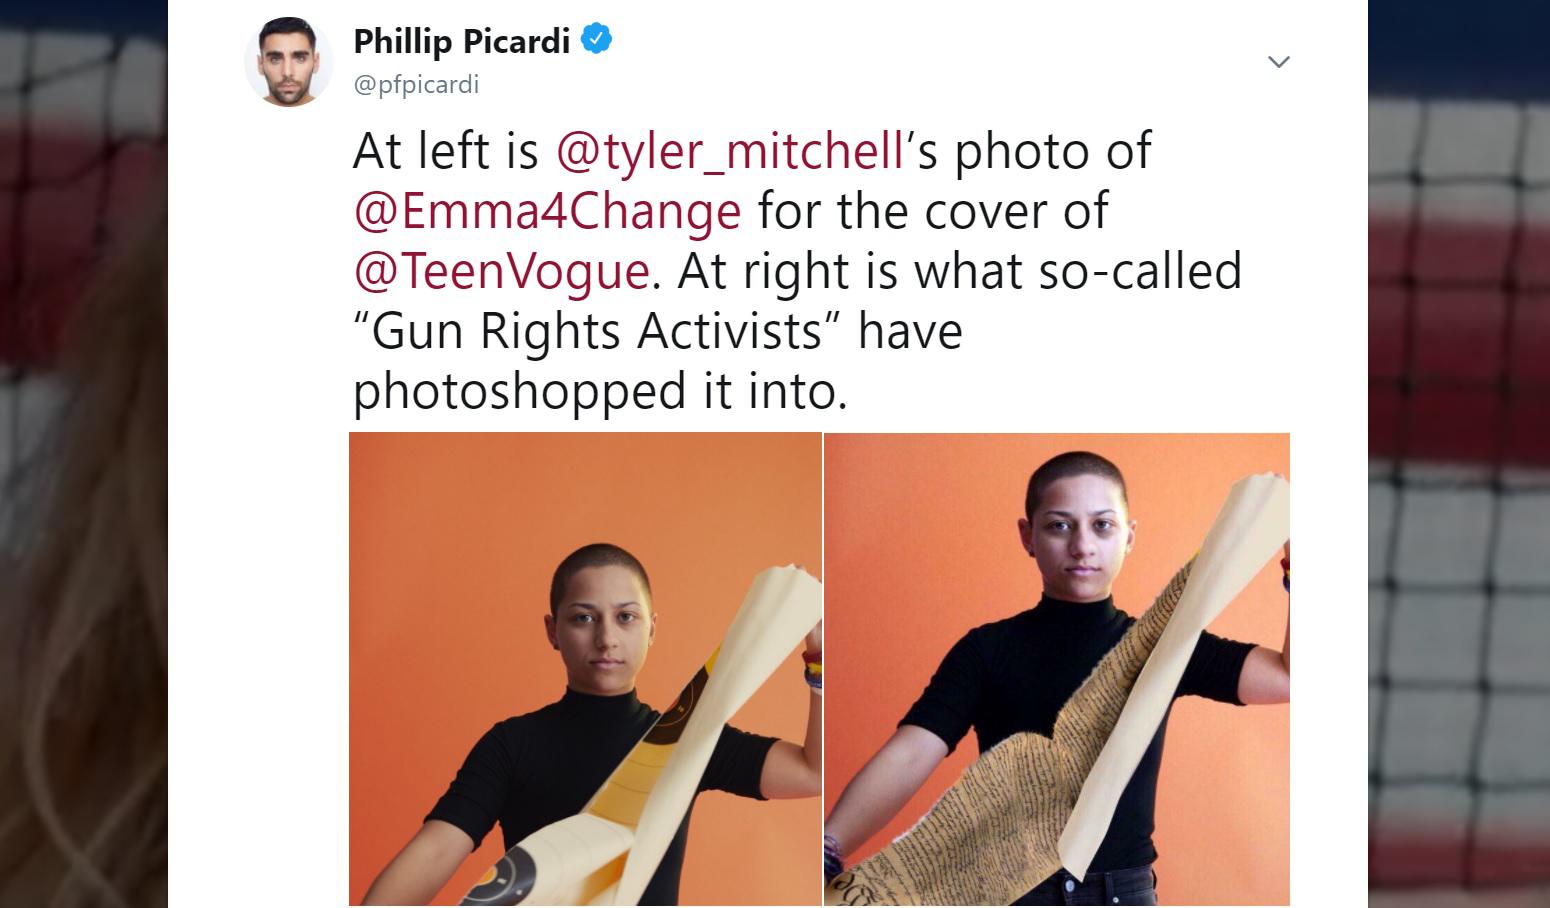 Phillip Picardi
@pfpicardi
At left is @tyler_mitchell’s photo of
@Emma4Change for the cover of
@TeenVogue. At right is what so-called
“Gun Rights Activists” have
photoshopped it into.